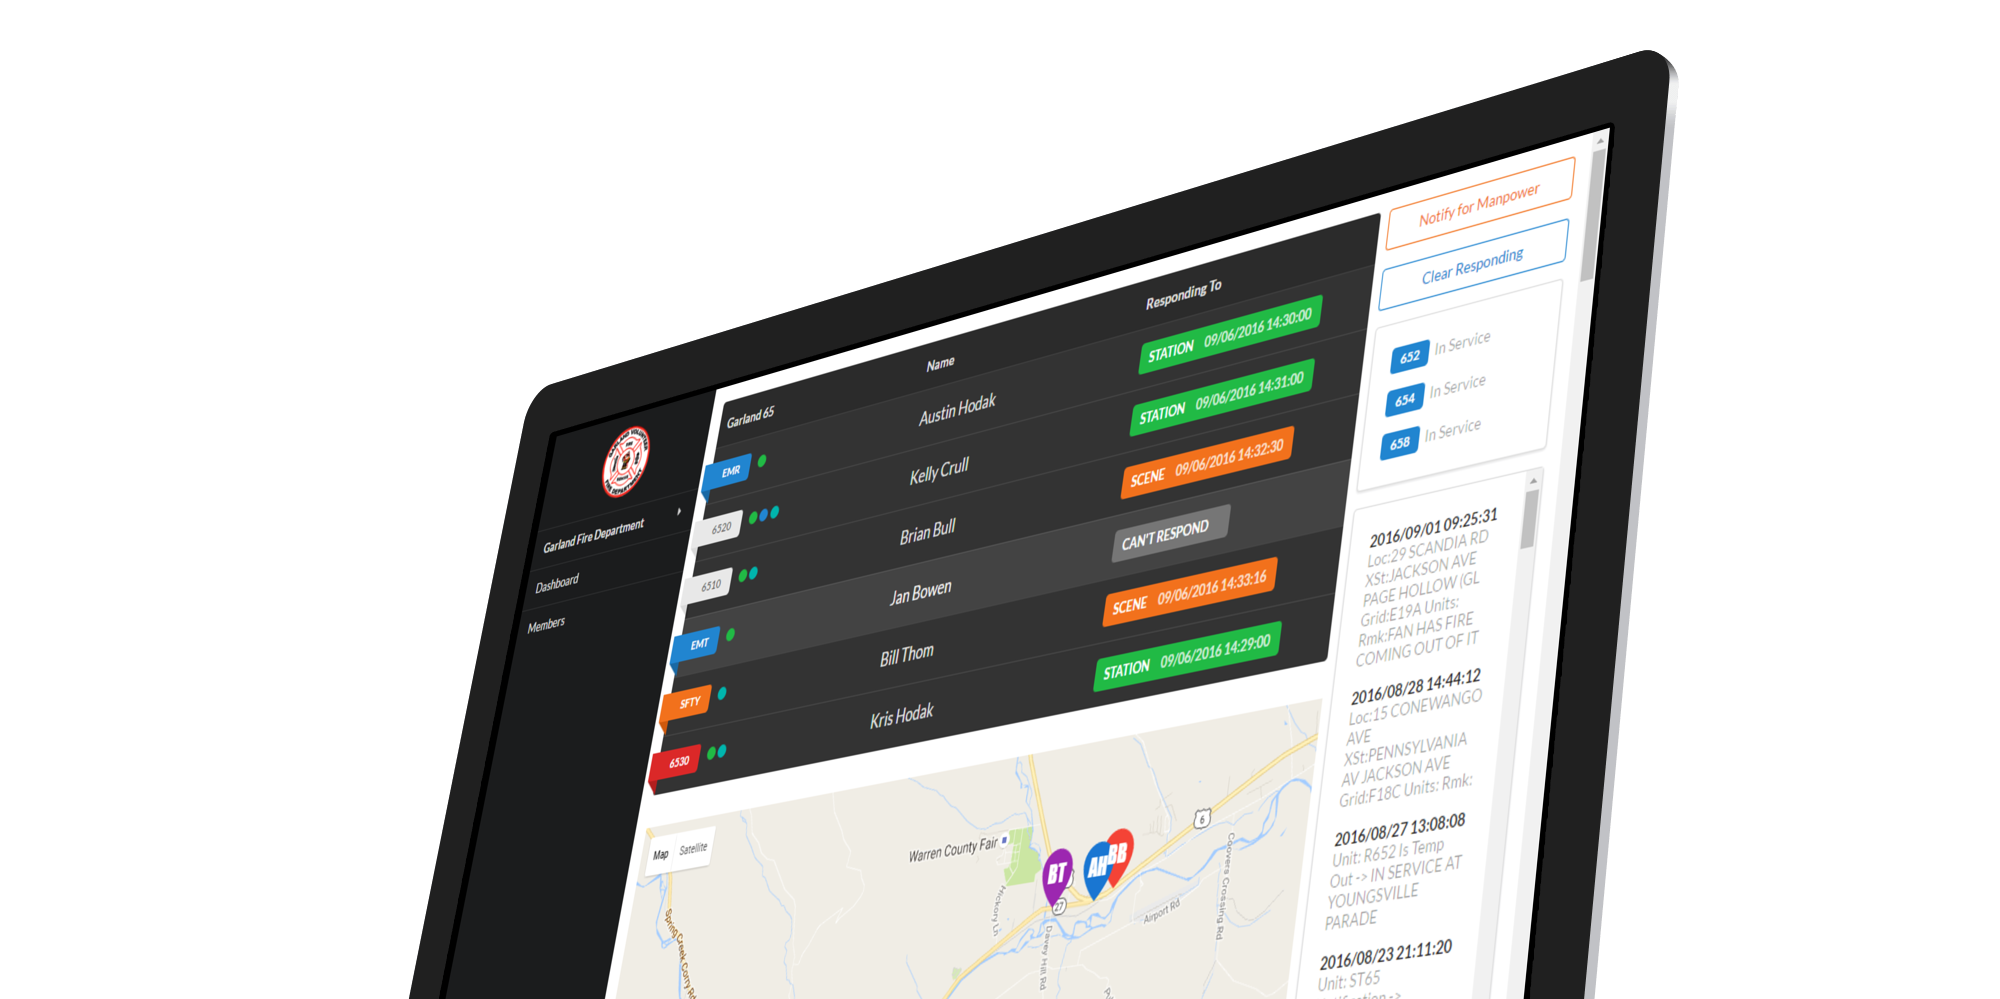 GARLAND VOLUNTEER
FIRE DEPARTMENT
Garland Fire Department
Dashboard
Members
Garland 65 Name Responding To
EMR Austin Hodak STATION 09/06/2016 14:30:00
6520 Kelly Crull STATION 09/06/2016 14:31:00
6510 Brian Bull SCENE 09/06/2016 14:32:30
EMT Jan Bowen CAN'T RESPOND
SFTY Bill Thom SCENE 09/06/2016 14:33:16
6530 Kris Hodak STATION 09/06/2016 14:29:00
Map Satellite
Warren County Fair
BT
AH
BB
6
27
Hickory Ln
Davey Hill Rd
Airport Rd
Coovers Crossing Rd
Spring Creek Corry Rd
Notify for Manpower
Clear Responding
652 In Service
654 In Service
658 In Service
2016/09/01 09:25:31
Loc:29 SCANDIA RD
XSt:JACKSON AVE
PAGE HOLLOW (GL
Grid:E19A Units:
Rmk:FAN HAS FIRE
COMING OUT OF IT
2016/08/28 14:44:12
Loc:15 CONEWANGO
AVE
XSt:PENNSYLVANIA
AV JACKSON AVE
Grid:F18C Units: Rmk:
2016/08/27 13:08:08
Unit: R652 Is Temp
Out -> IN SERVICE AT
YOUNGSVILLE
PARADE
2016/08/23 21:11:20
Unit: ST65